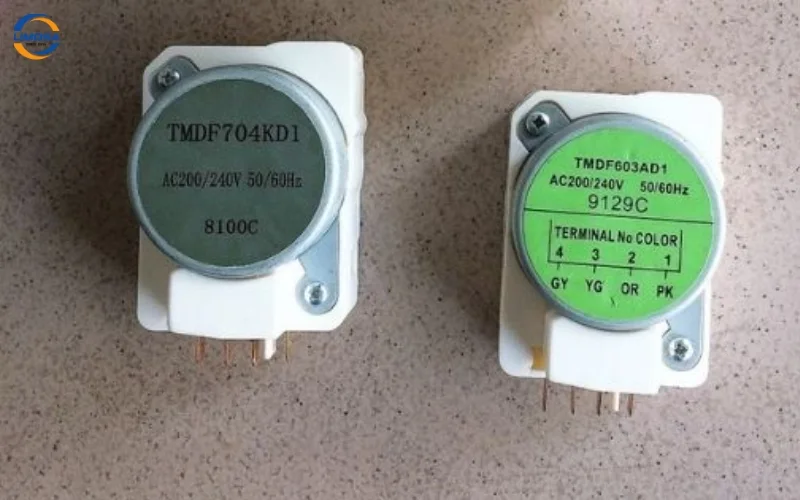 TMDF704KD1
AC200/240V 50/60Hz
8100C
TMDF603AD1
AC200/240V 50/60Hz
9129C
TERMINAL No COLOR
4 3 2 1
GY YG OR PK